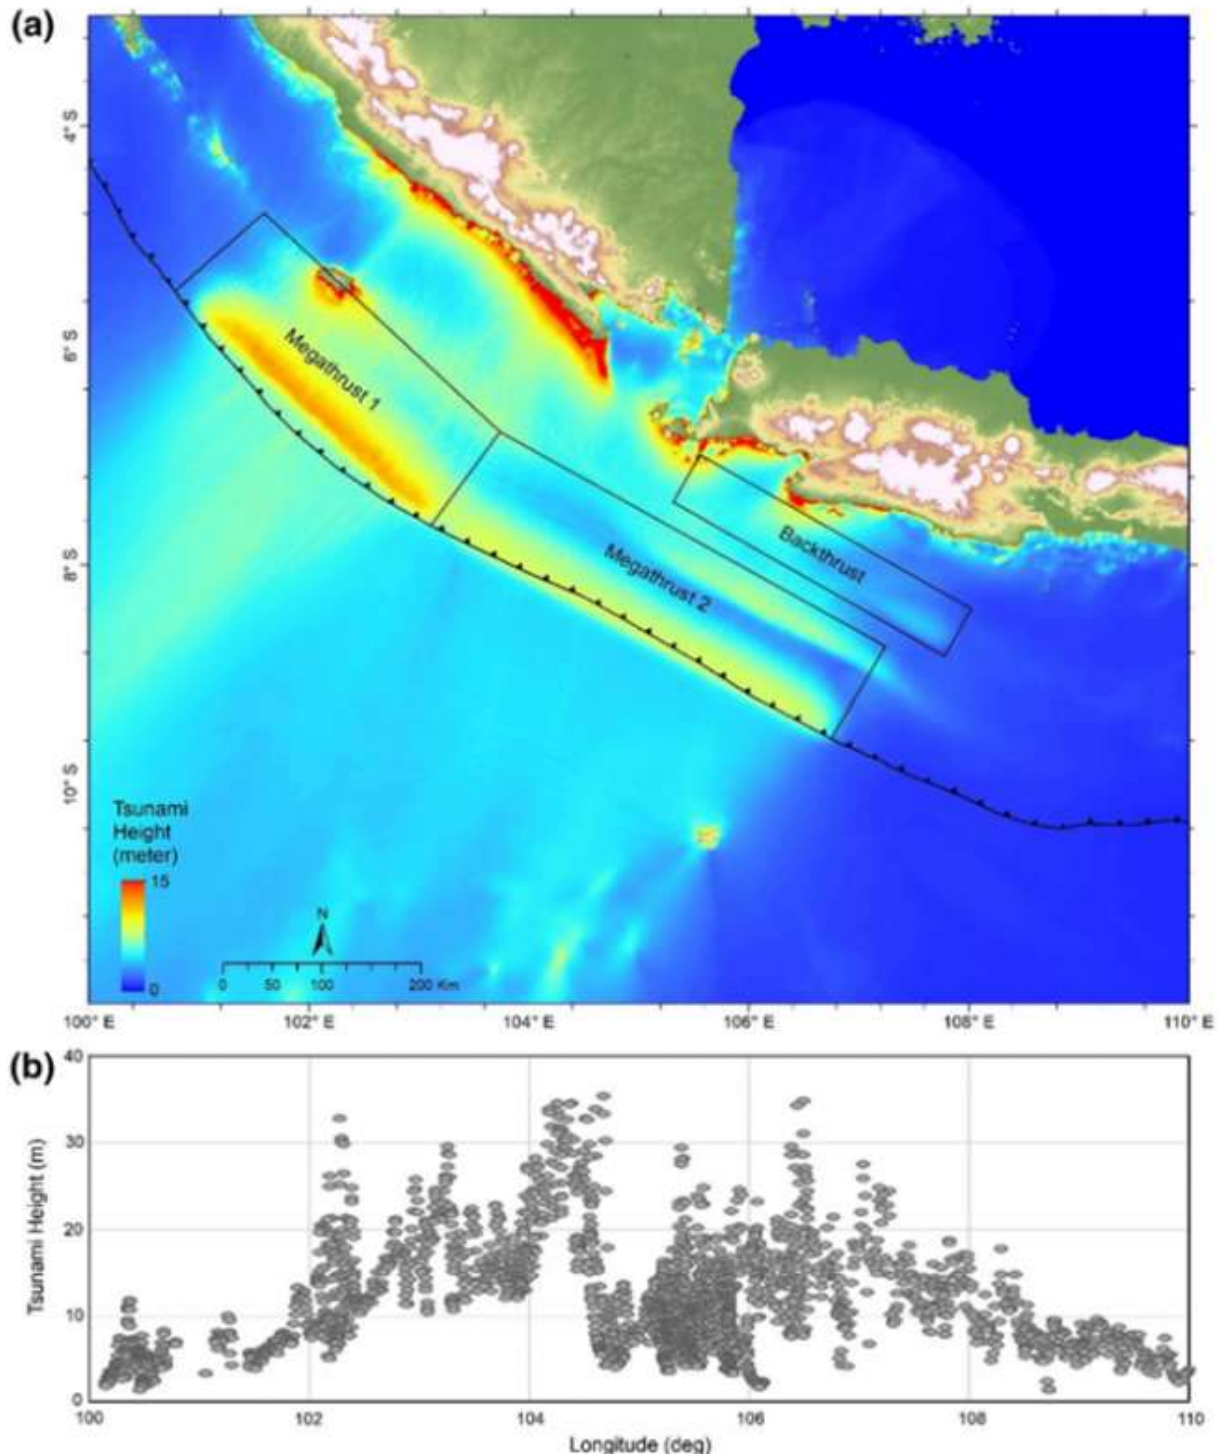 (a)
4° S
6° S
8° S
10° S
Megathrust 1
Megathrust 2
Backthrust
Tsunami
Height
(meter)
15
0
N
0 50 100 200 Km
100° E 102° E 104° E 106° E 108° E 110° E
(b)
Tsunami Height (m)
40
30
20
10
0
100 102 104 106 108 110
Longitude (deg)